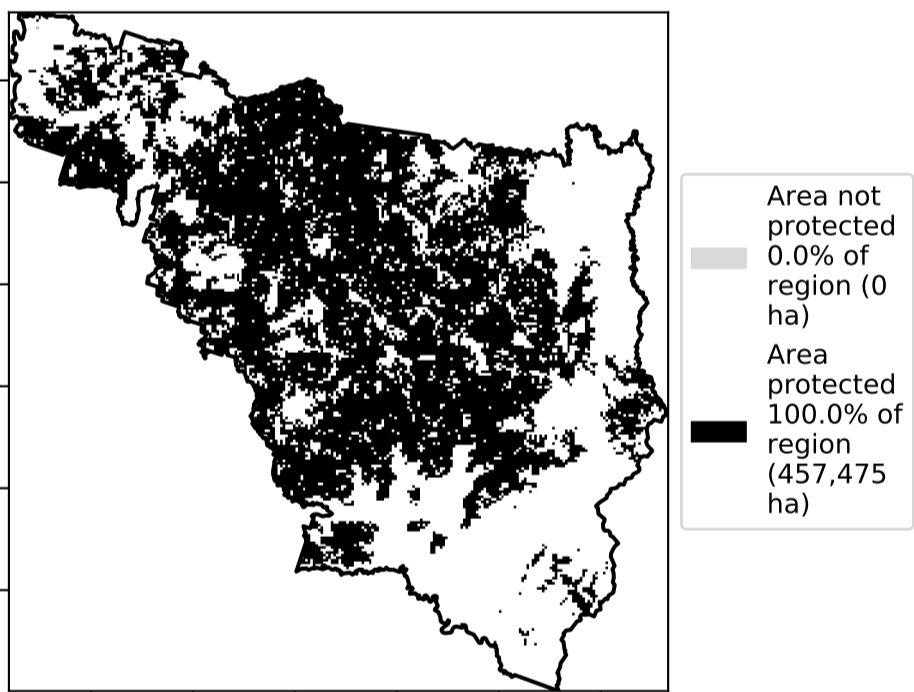 Area not
protected
0.0% of
region (0
ha)
Area
protected
100.0% of
region
(457,475
ha)